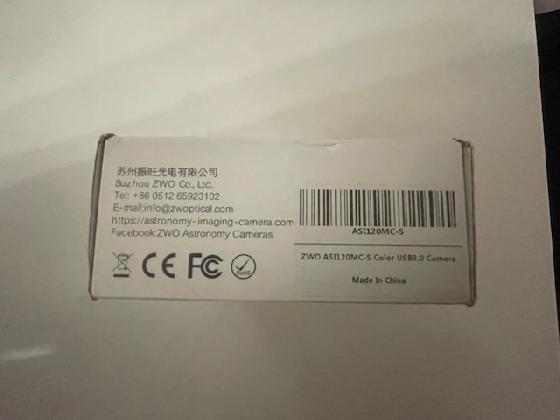 苏州振旺光电有限公司
Suzhou ZWO Co., Ltd.
Tel: +86 0512 65923102
E-mail:info@zwoptical.com
https://astronomy-imaging-camera.com
Facebook:ZWO Astronomy Cameras
CE FC
ASI120MC-S
ZWO ASI120MC-S Color USB3.0 Camera
Made in China